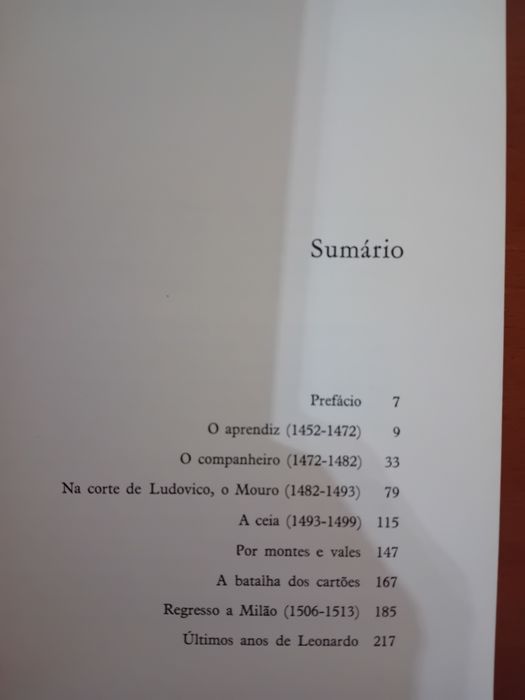 Sumário
Prefácio 7
O aprendiz (1452-1472) 9
O companheiro (1472-1482) 33
Na corte de Ludovico, o Mouro (1482-1493) 79
A ceia (1493-1499) 115
Por montes e vales 147
A batalha dos cartões 167
Regresso a Milão (1506-1513) 185
Últimos anos de Leonardo 217